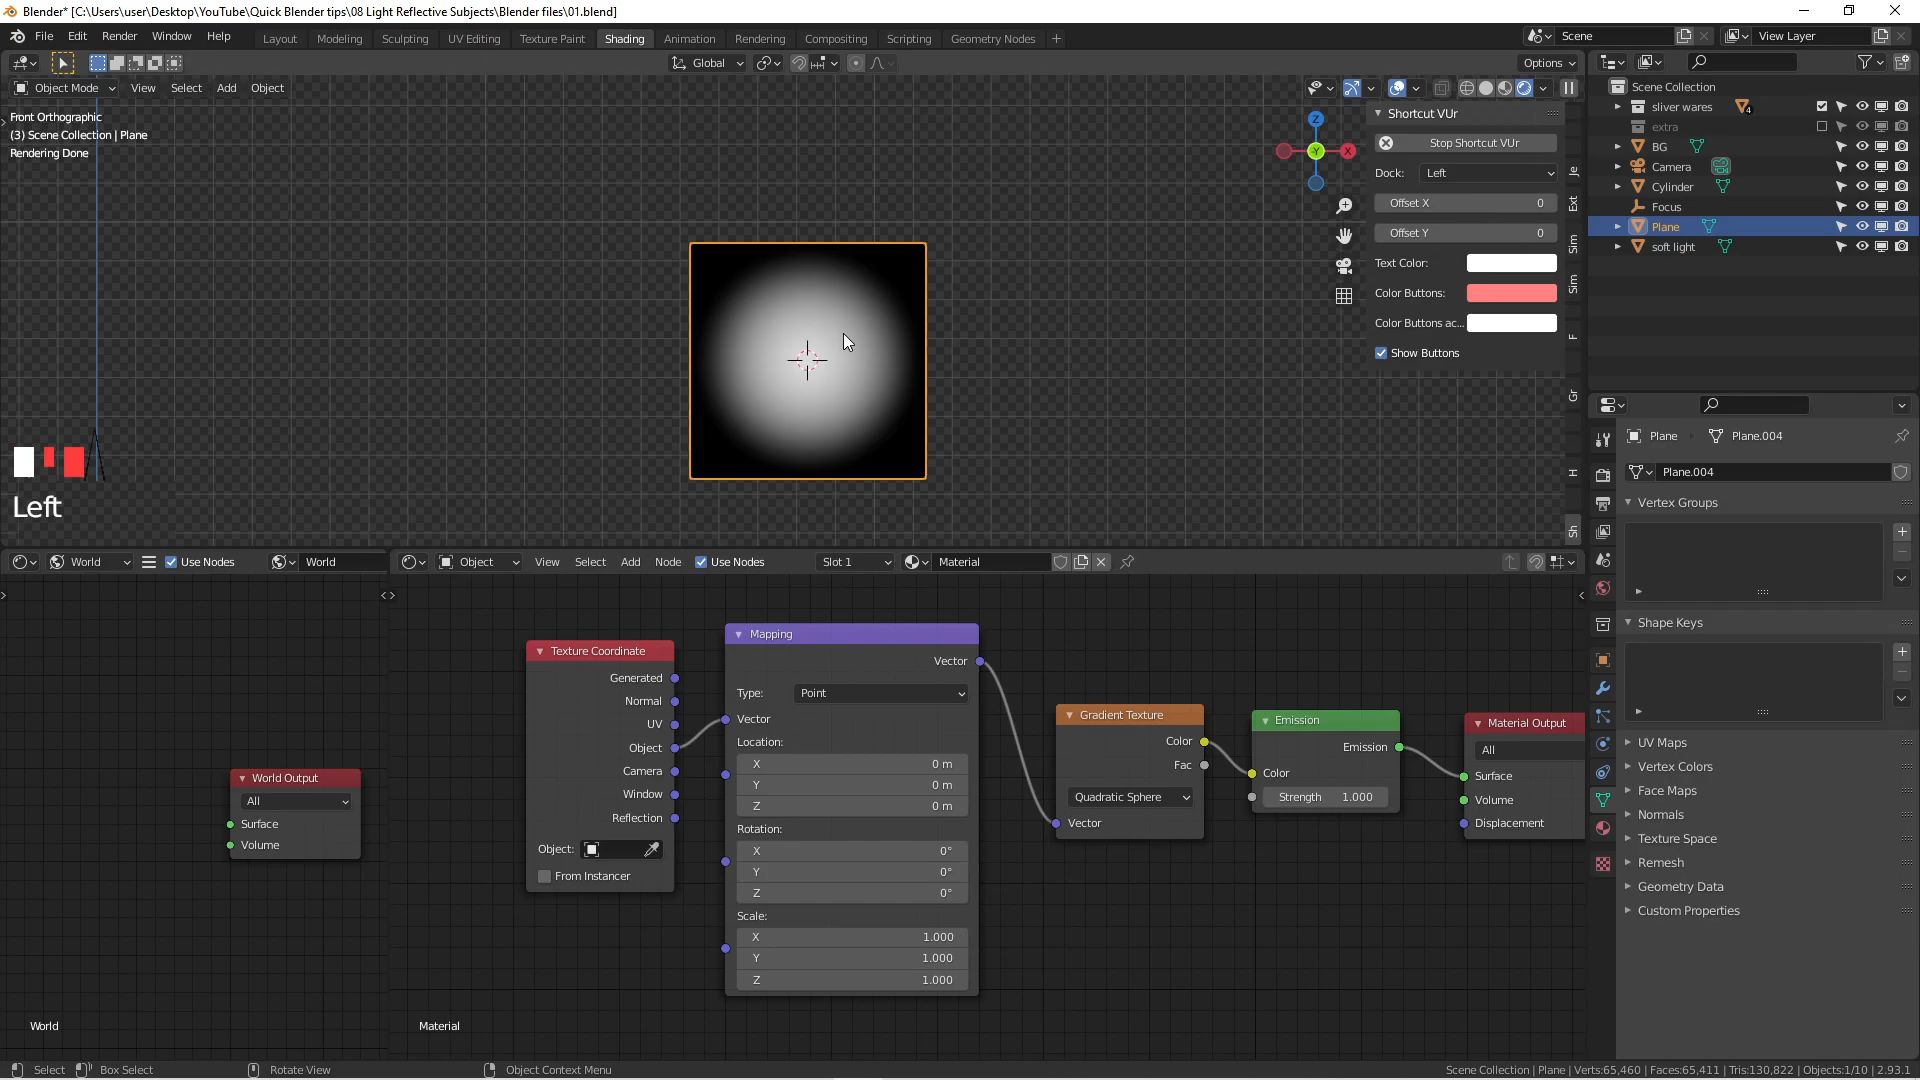 Blender* [C:\Users\user\Desktop\YouTube\Quick Blender tips\08 Light Reflective Subjects\Blender files\01.blend]
File Edit Render Window Help Layout Modeling Sculpting UV Editing Texture Paint Shading Animation Rendering Compositing Scripting Geometry Nodes + Scene View Layer
Global Options
Object Mode View Select Add Object
Front Orthographic
(3) Scene Collection | Plane
Rendering Done
Z
Y
X
Shortcut VUr
Stop Shortcut VUr
Dock: Left
Offset X 0
Offset Y 0
Text Color:
Color Buttons:
Color Buttons ac...
Show Buttons
Je
Ext
Sim
Sim
F
Gr
H
Sh
Scene Collection
sliver wares 4
extra
BG
Camera
Cylinder
Focus
Plane
soft light
Left
Plane Plane.004
Plane.004
Vertex Groups
Shape Keys
UV Maps
Vertex Colors
Face Maps
Normals
Texture Space
Remesh
Geometry Data
Custom Properties
World Use Nodes World
Object View Select Add Node Use Nodes Slot 1 Material
World Output
All
Surface
Volume
World
Texture Coordinate
Generated
Normal
UV
Object
Camera
Window
Reflection
Object:
From Instancer
Mapping
Vector
Type: Point
Vector
Location:
X 0 m
Y 0 m
Z 0 m
Rotation:
X 0°
Y 0°
Z 0°
Scale:
X 1.000
Y 1.000
Z 1.000
Gradient Texture
Color
Fac
Quadratic Sphere
Vector
Emission
Emission
Color
Strength 1.000
Material Output
All
Surface
Volume
Displacement
Material
Select Box Select Rotate View Object Context Menu
Scene Collection | Plane | Verts:65,460 | Faces:65,411 | Tris:130,822 | Objects:1/10 | 2.93.1